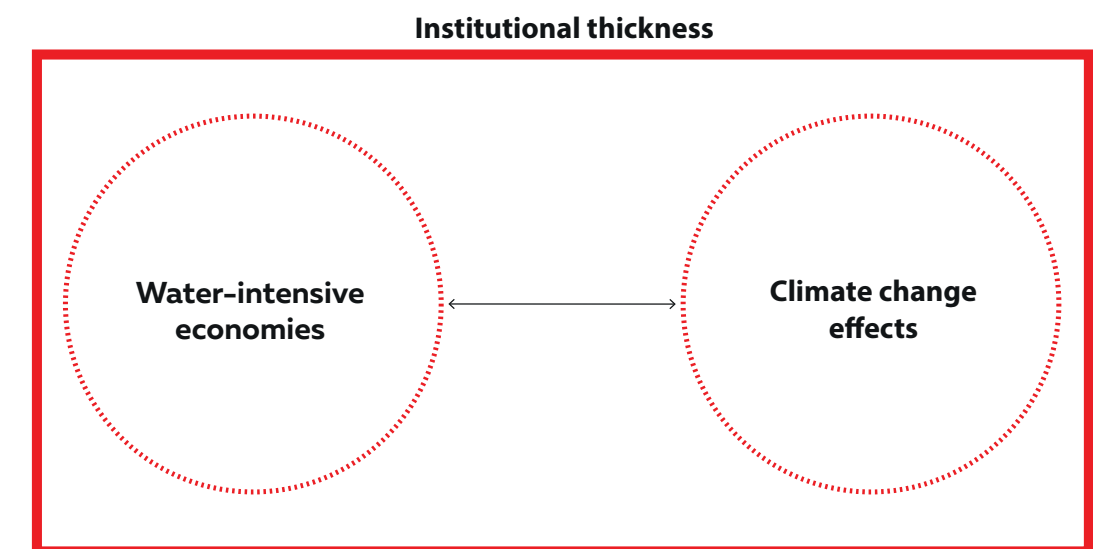 Institutional thickness
Water-intensive
economies
Climate change
effects